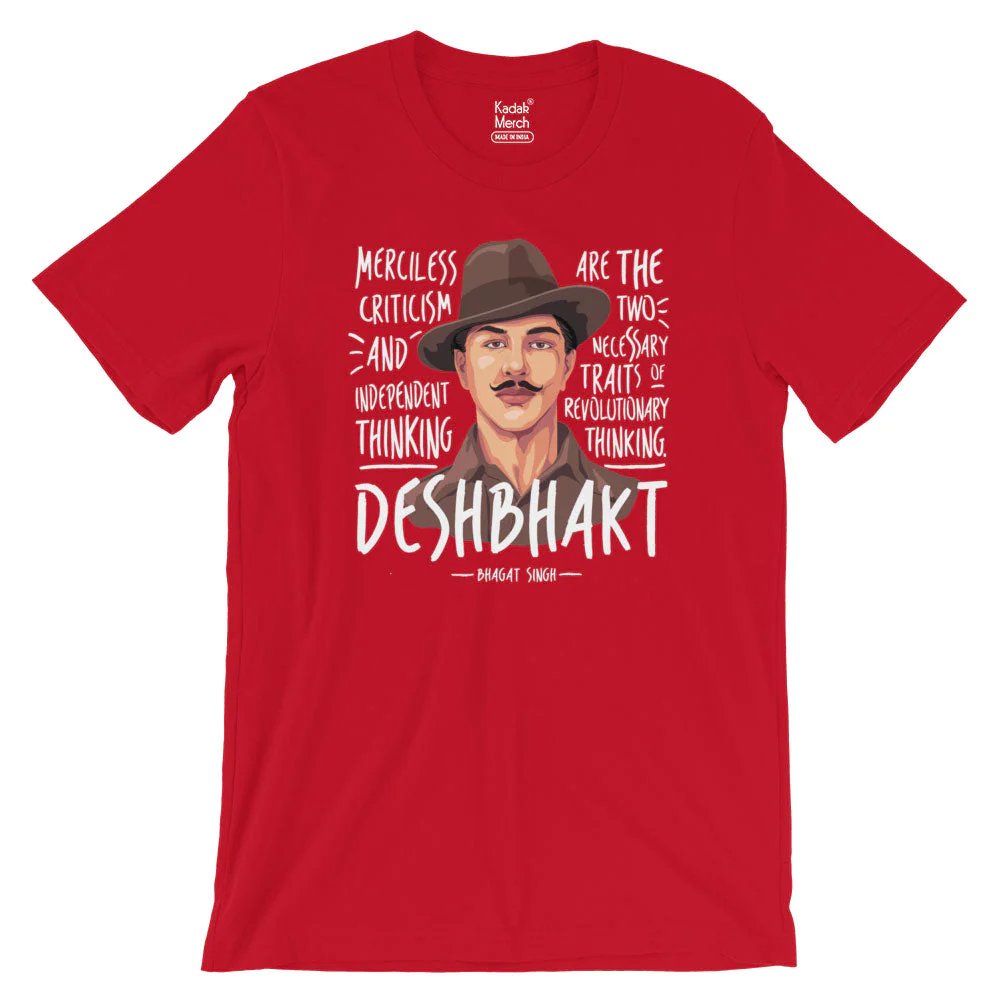 Kadak®
Merch
MADE IN INDIA
MERCILESS
CRITICISM
AND
INDEPENDENT
THINKING
ARE THE
TWO
NECESSARY
TRAITS OF
REVOLUTIONARY
THINKING.
DESHBHAKT
— BHAGAT SINGH —